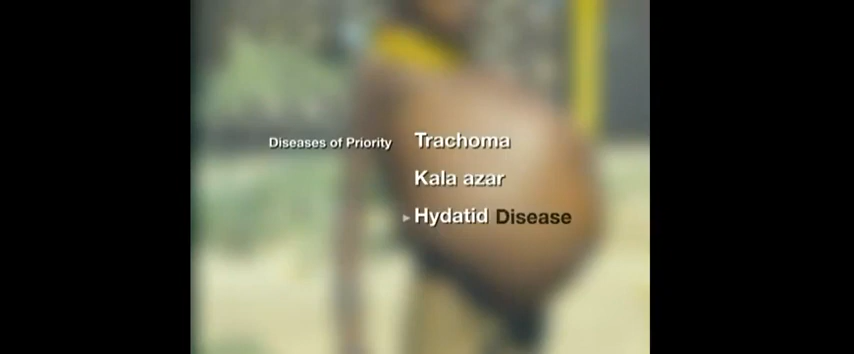 Diseases of Priority
Trachoma
Kala azar
Hydatid Disease